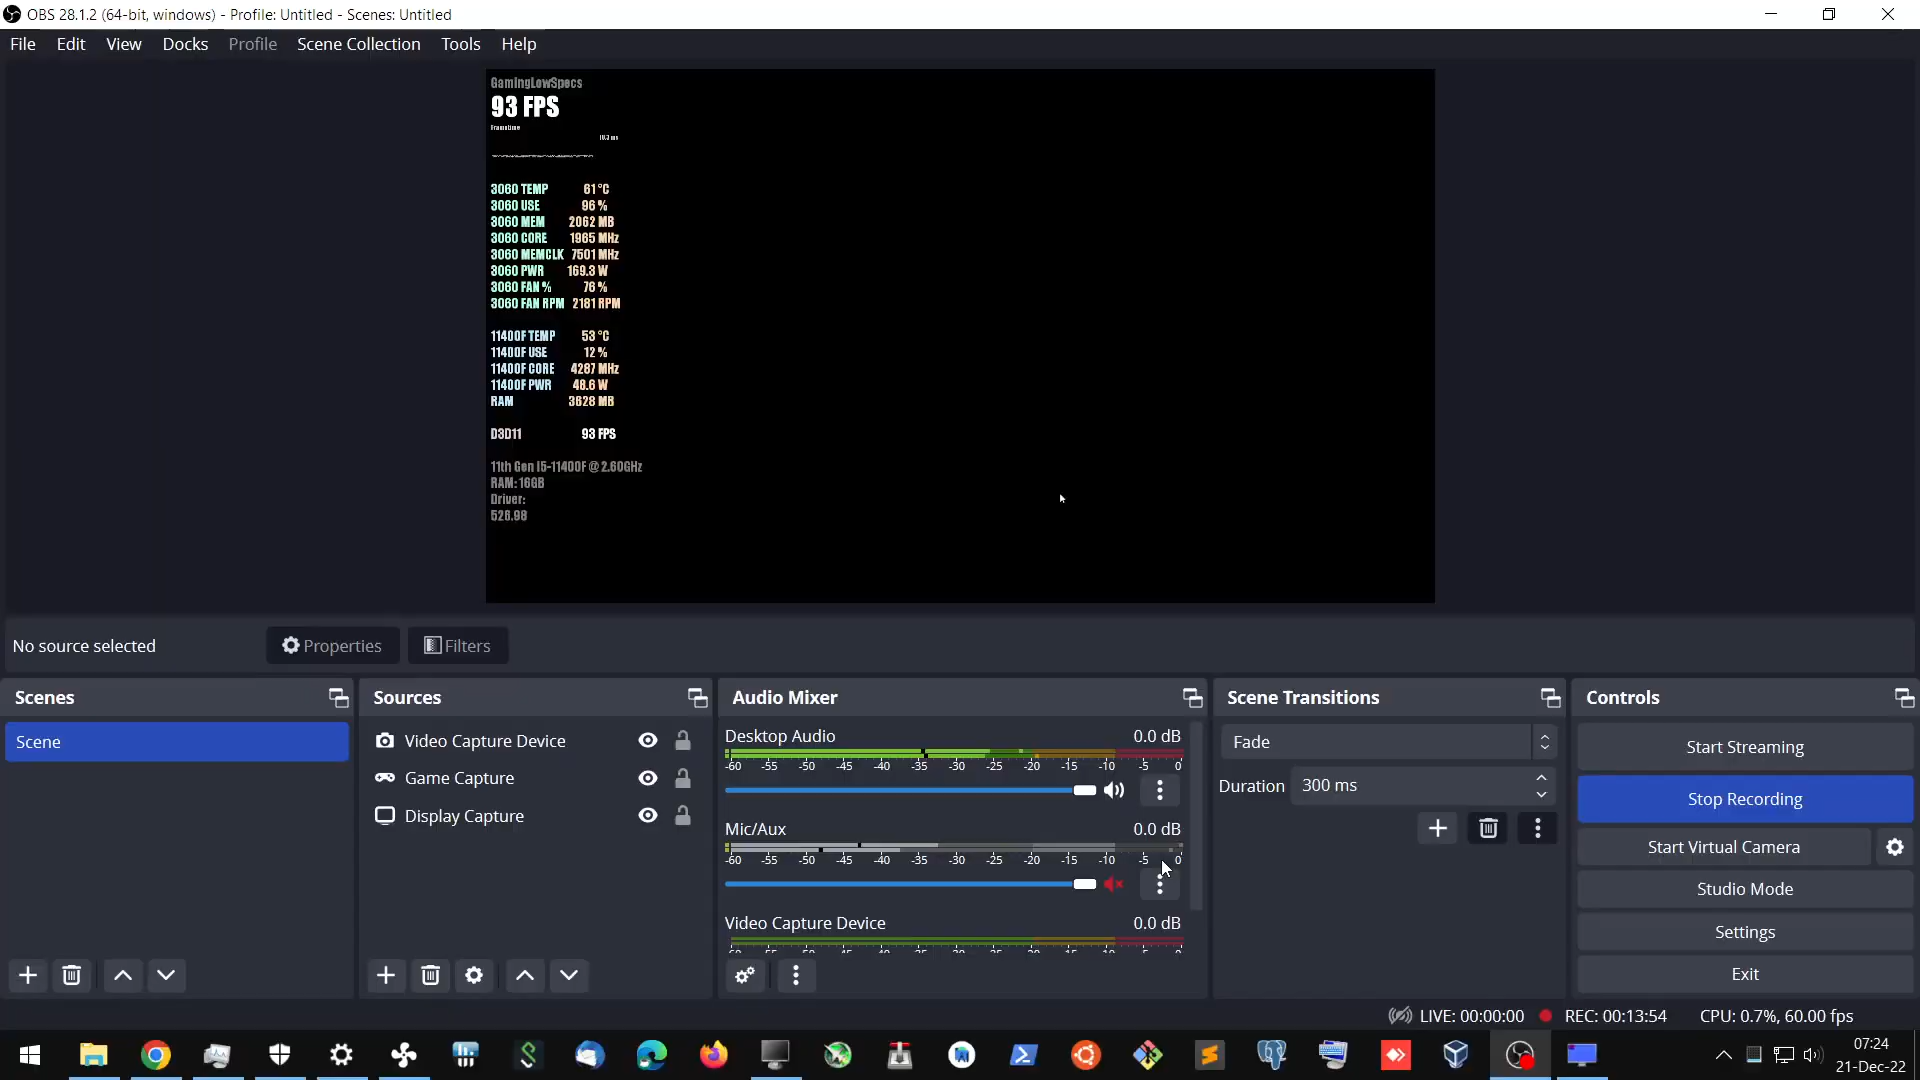 OBS 28.1.2 (64-bit, windows) - Profile: Untitled - Scenes: Untitled
File Edit View Docks Profile Scene Collection Tools Help
GamingLowSpecs
93 FPS
Frametime
3060 TEMP 61 °C
3060 USE 96 %
3060 MEM 2062 MB
3060 CORE 1965 MHz
3060 MEMCLK 7501 MHz
3060 PWR 169.3 W
3060 FAN % 76 %
3060 FAN RPM 2181 RPM
11400F TEMP 53 °C
11400F USE 12 %
11400F CORE 4287 MHz
11400F PWR 48.6 W
RAM 3628 MB
D3D11 93 FPS
11th Gen i5-11400F @ 2.60GHz
RAM: 16GB
Driver:
526.98
No source selected Properties Filters
Scenes Sources Audio Mixer Scene Transitions Controls
Scene
Video Capture Device
Game Capture
Display Capture
Desktop Audio 0.0 dB
-60 -55 -50 -45 -40 -35 -30 -25 -20 -15 -10 -5 0
Mic/Aux 0.0 dB
-60 -55 -50 -45 -40 -35 -30 -25 -20 -15 -10 -5 0
Video Capture Device 0.0 dB
Fade
Duration 300 ms
Start Streaming
Stop Recording
Start Virtual Camera
Studio Mode
Settings
Exit
LIVE: 00:00:00 REC: 00:13:54 CPU: 0.7%, 60.00 fps
07:24
21-Dec-22